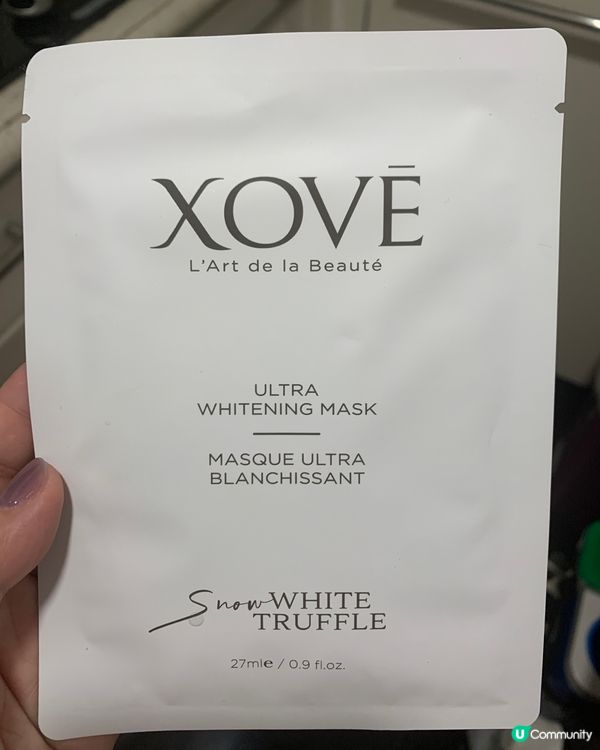 XOVĒ
L'Art de la Beauté
ULTRA
WHITENING MASK
MASQUE ULTRA
BLANCHISSANT
Snow WHITE
TRUFFLE
27mle / 0.9 fl.oz.
U Community